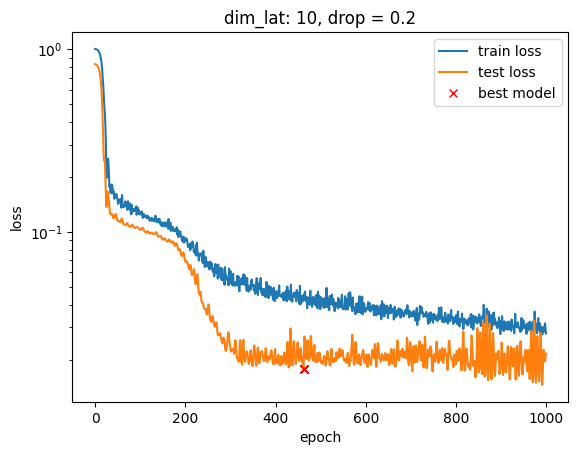 dim_lat: 10, drop = 0.2
train loss
test loss
best model
10⁰
10⁻¹
loss
0
200
400
600
800
1000
epoch